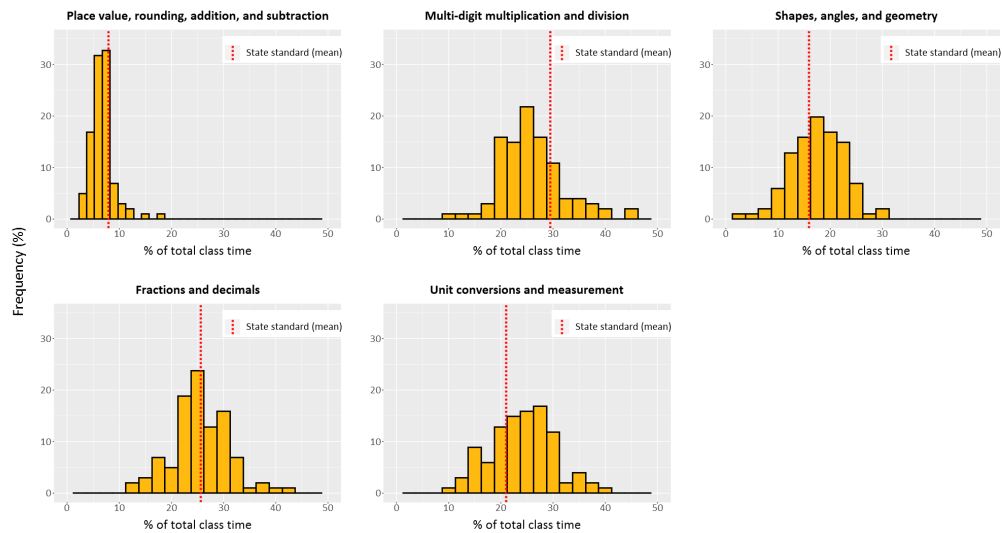 Place value, rounding, addition, and subtraction
State standard (mean)
30
20
10
0
0 10 20 30 40 50
% of total class time
Multi-digit multiplication and division
State standard (mean)
30
20
10
0
0 10 20 30 40 50
% of total class time
Shapes, angles, and geometry
State standard (mean)
30
20
10
0
0 10 20 30 40 50
% of total class time
Frequency (%)
Fractions and decimals
State standard (mean)
30
20
10
0
0 10 20 30 40 50
% of total class time
Unit conversions and measurement
State standard (mean)
30
20
10
0
0 10 20 30 40 50
% of total class time